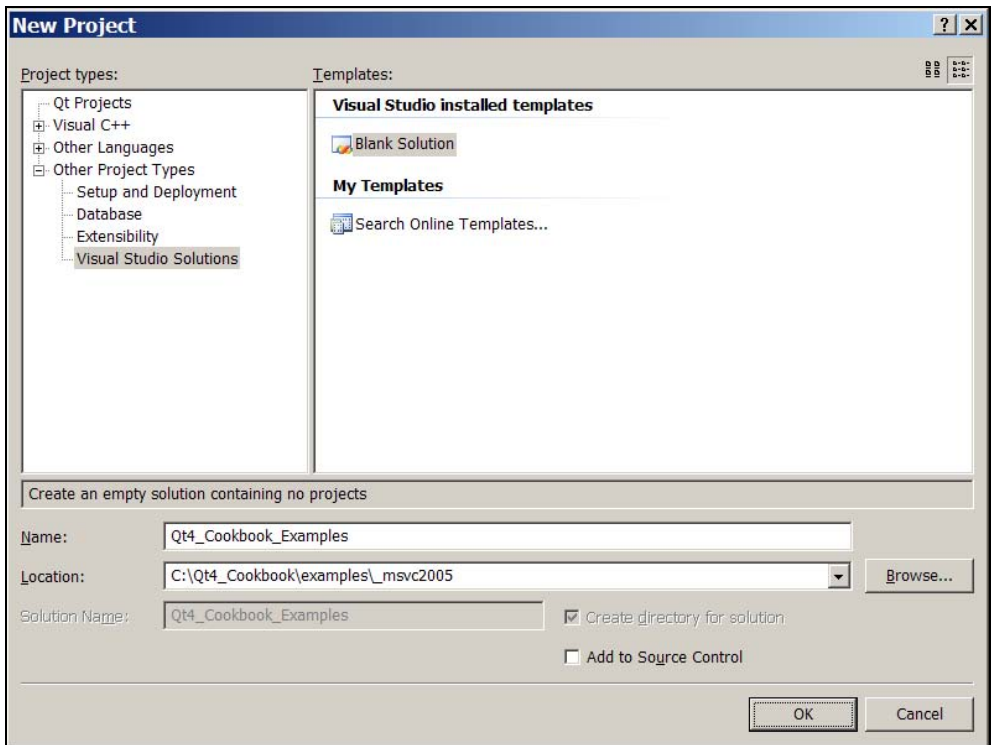 New Project
Project types:
Templates:
Qt Projects
Visual C++
Other Languages
Other Project Types
Setup and Deployment
Database
Extensibility
Visual Studio Solutions
Visual Studio installed templates
Blank Solution
My Templates
Search Online Templates...
Create an empty solution containing no projects
Name:
Qt4_Cookbook_Examples
Location:
C:\Qt4_Cookbook\examples\_msvc2005
Browse...
Solution Name:
Qt4_Cookbook_Examples
Create directory for solution
Add to Source Control
OK
Cancel